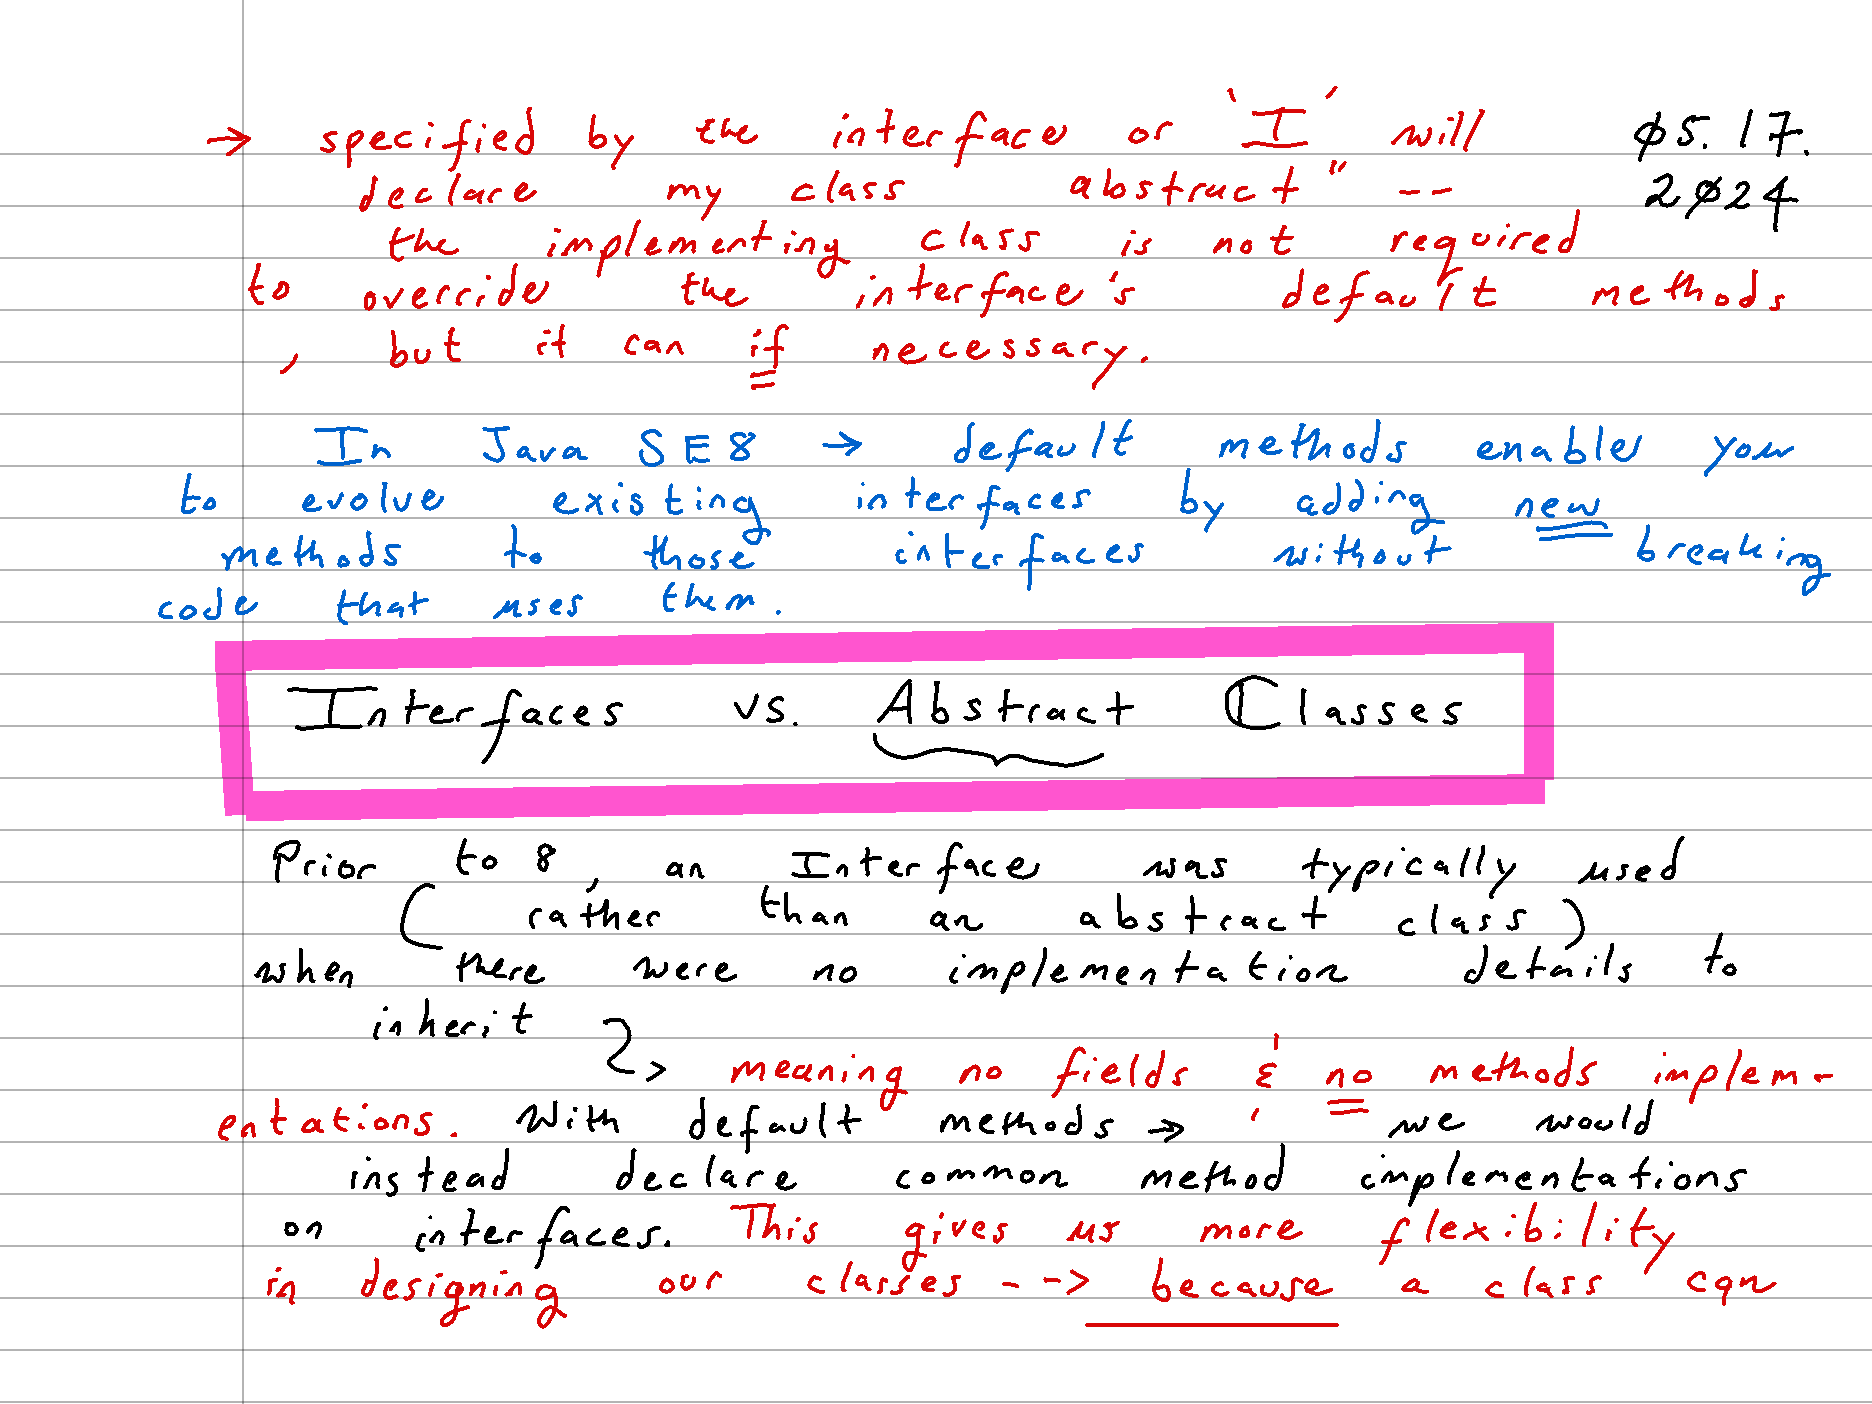 → specified by the interface or 'I' will
declare my class abstract" --
the implementing class is not required
to override the interface's default methods
, but it can if necessary.
ø5.17.
2ø24
In Java SE8 → default methods enable your
to evolve existing interfaces by adding new
methods to those interfaces without breaking
code that uses them.
Interfaces vs. Abstract Classes
Prior to 8, an Interface was typically used
(rather than an abstract class)
when there were no implementation details to
inherit
→ meaning no fields & no methods implem-
entations. With default methods → we would
instead declare common method implementations
on interfaces. This gives us more flexibility
in designing our classes --> because a class can